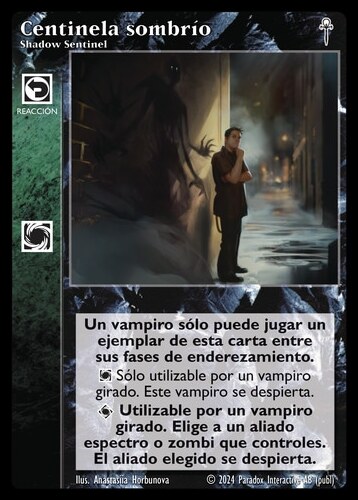 Centinela sombrío
Shadow Sentinel
REACCIÓN
Un vampiro sólo puede jugar un
ejemplar de esta carta entre
sus fases de enderezamiento.
Sólo utilizable por un vampiro
girado. Este vampiro se despierta.
Utilizable por un vampiro
girado. Elige a un aliado
espectro o zombi que controles.
El aliado elegido se despierta.
Ilus. Anastasiia Horbunova © 2024 Paradox Interactive AB (publ)